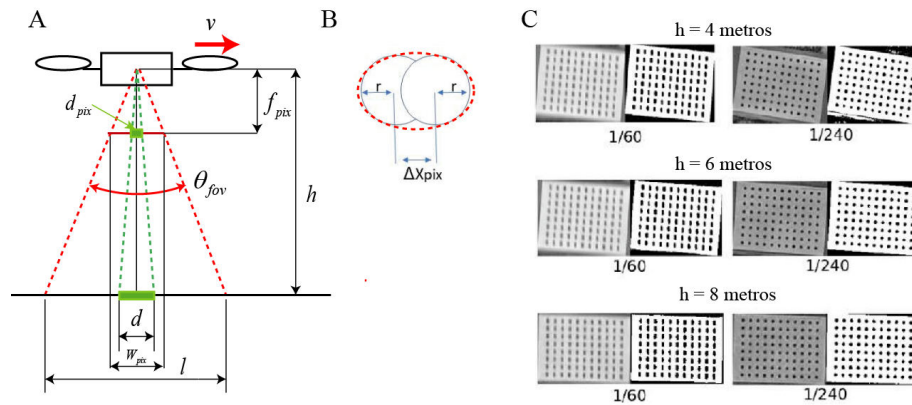 A
v
d pix
f pix
θ fov
h
d
W pix
l
B
r
r
Δxpix
C
h = 4 metros
1/60
1/240
h = 6 metros
1/60
1/240
h = 8 metros
1/60
1/240